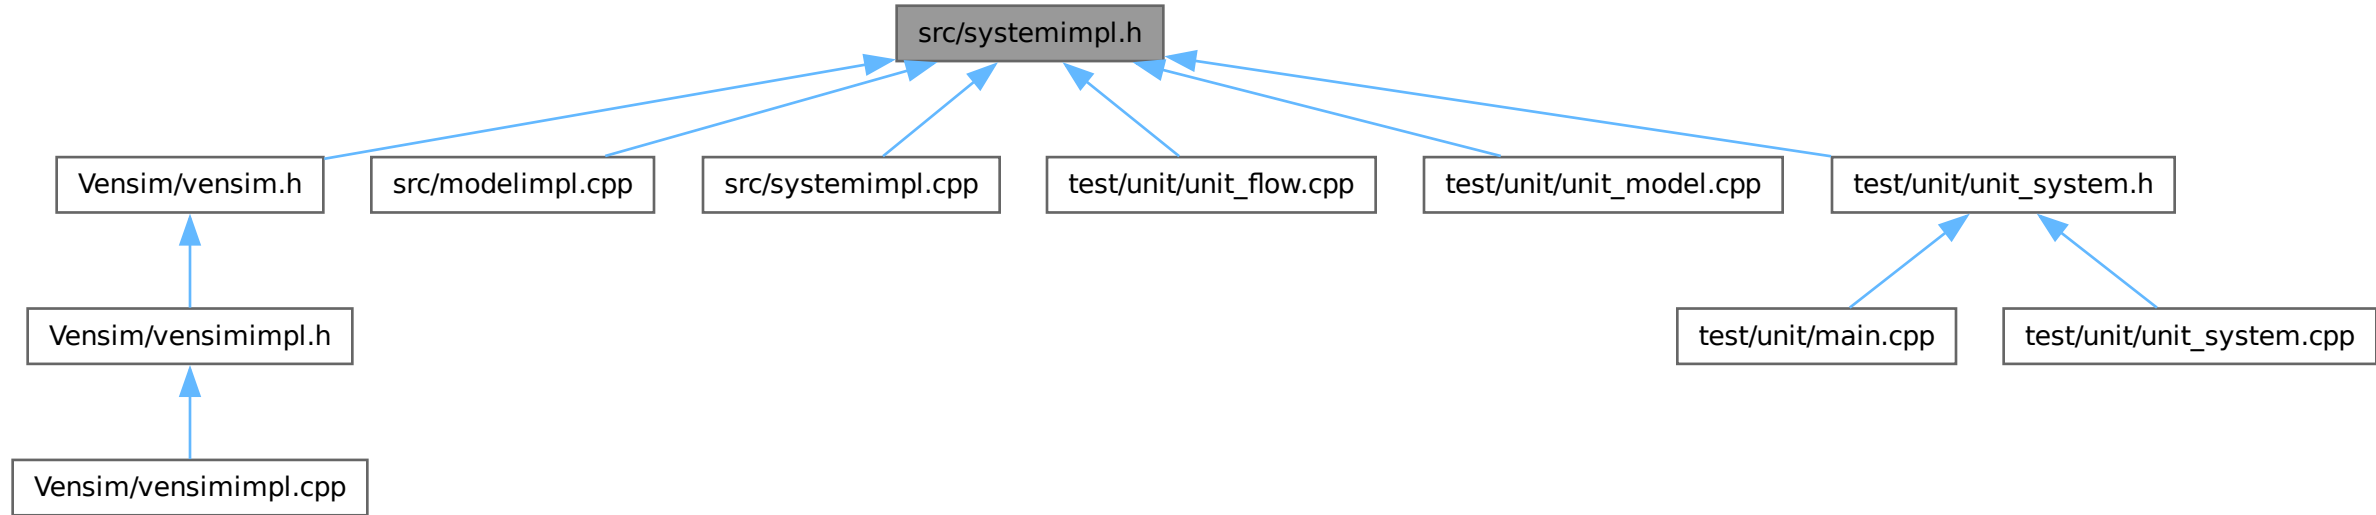 src/systemimpl.h
Vensim/vensim.h
src/modelimpl.cpp
src/systemimpl.cpp
test/unit/unit_flow.cpp
test/unit/unit_model.cpp
test/unit/unit_system.h
Vensim/vensimimpl.h
test/unit/main.cpp
test/unit/unit_system.cpp
Vensim/vensimimpl.cpp